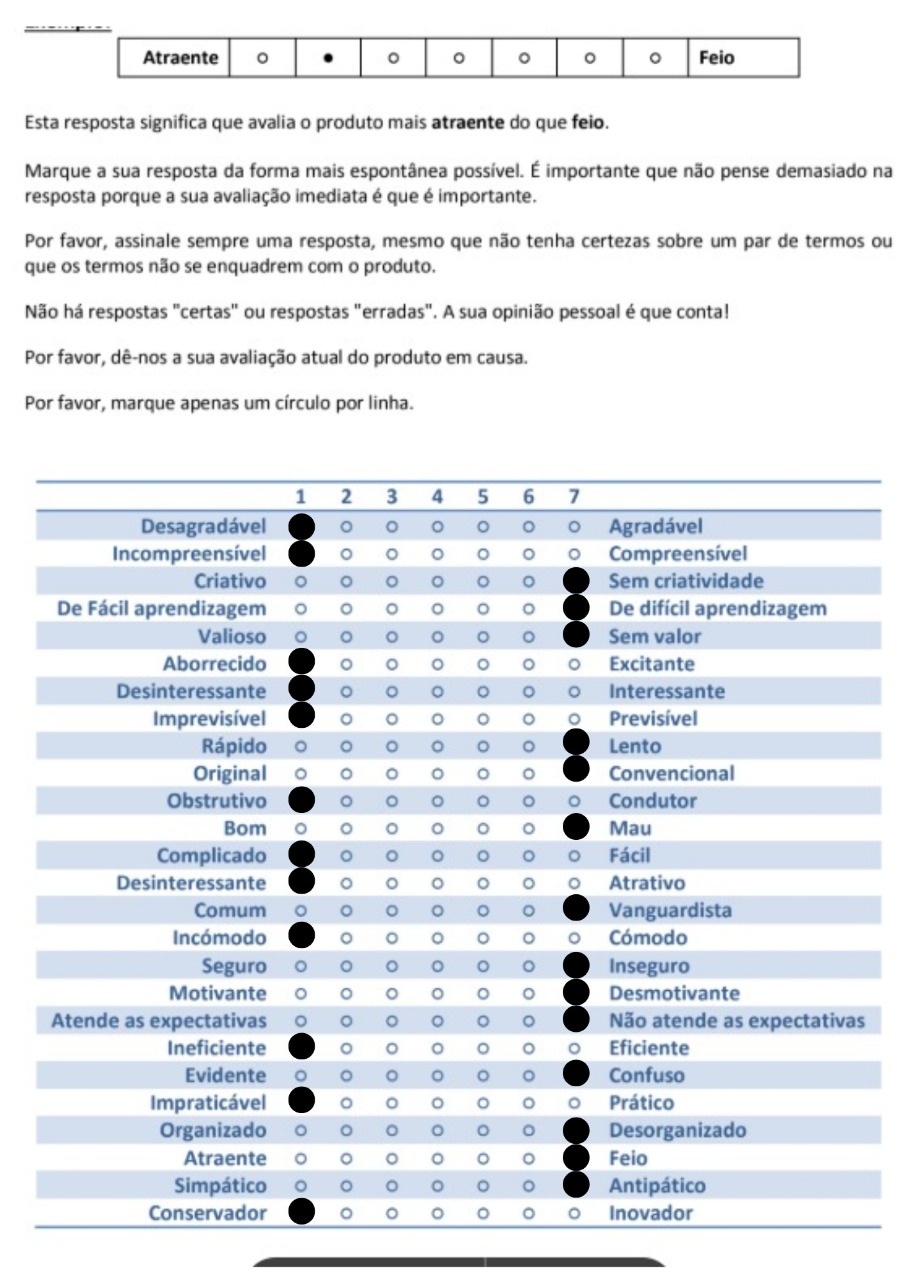 Exemplo:
Atraente ○ ● ○ ○ ○ ○ ○ Feio
Esta resposta significa que avalia o produto mais atraente do que feio.
Marque a sua resposta da forma mais espontânea possível. É importante que não pense demasiado na
resposta porque a sua avaliação imediata é que é importante.
Por favor, assinale sempre uma resposta, mesmo que não tenha certezas sobre um par de termos ou
que os termos não se enquadrem com o produto.
Não há respostas "certas" ou respostas "erradas". A sua opinião pessoal é que conta!
Por favor, dê-nos a sua avaliação atual do produto em causa.
Por favor, marque apenas um círculo por linha.
1 2 3 4 5 6 7
Desagradável ● ○ ○ ○ ○ ○ ○ Agradável
Incompreensível ● ○ ○ ○ ○ ○ ○ Compreensível
Criativo ○ ○ ○ ○ ○ ○ ● Sem criatividade
De Fácil aprendizagem ○ ○ ○ ○ ○ ○ ● De difícil aprendizagem
Valioso ○ ○ ○ ○ ○ ○ ● Sem valor
Aborrecido ● ○ ○ ○ ○ ○ ○ Excitante
Desinteressante ● ○ ○ ○ ○ ○ ○ Interessante
Imprevisível ● ○ ○ ○ ○ ○ ○ Previsível
Rápido ○ ○ ○ ○ ○ ○ ● Lento
Original ○ ○ ○ ○ ○ ○ ● Convencional
Obstrutivo ● ○ ○ ○ ○ ○ ○ Condutor
Bom ○ ○ ○ ○ ○ ○ ● Mau
Complicado ● ○ ○ ○ ○ ○ ○ Fácil
Desinteressante ● ○ ○ ○ ○ ○ ○ Atrativo
Comum ○ ○ ○ ○ ○ ○ ● Vanguardista
Incómodo ● ○ ○ ○ ○ ○ ○ Cómodo
Seguro ○ ○ ○ ○ ○ ○ ● Inseguro
Motivante ○ ○ ○ ○ ○ ○ ● Desmotivante
Atende as expectativas ○ ○ ○ ○ ○ ○ ● Não atende as expectativas
Ineficiente ● ○ ○ ○ ○ ○ ○ Eficiente
Evidente ○ ○ ○ ○ ○ ○ ● Confuso
Impraticável ● ○ ○ ○ ○ ○ ○ Prático
Organizado ○ ○ ○ ○ ○ ○ ● Desorganizado
Atraente ○ ○ ○ ○ ○ ○ ● Feio
Simpático ○ ○ ○ ○ ○ ○ ● Antipático
Conservador ● ○ ○ ○ ○ ○ ○ Inovador